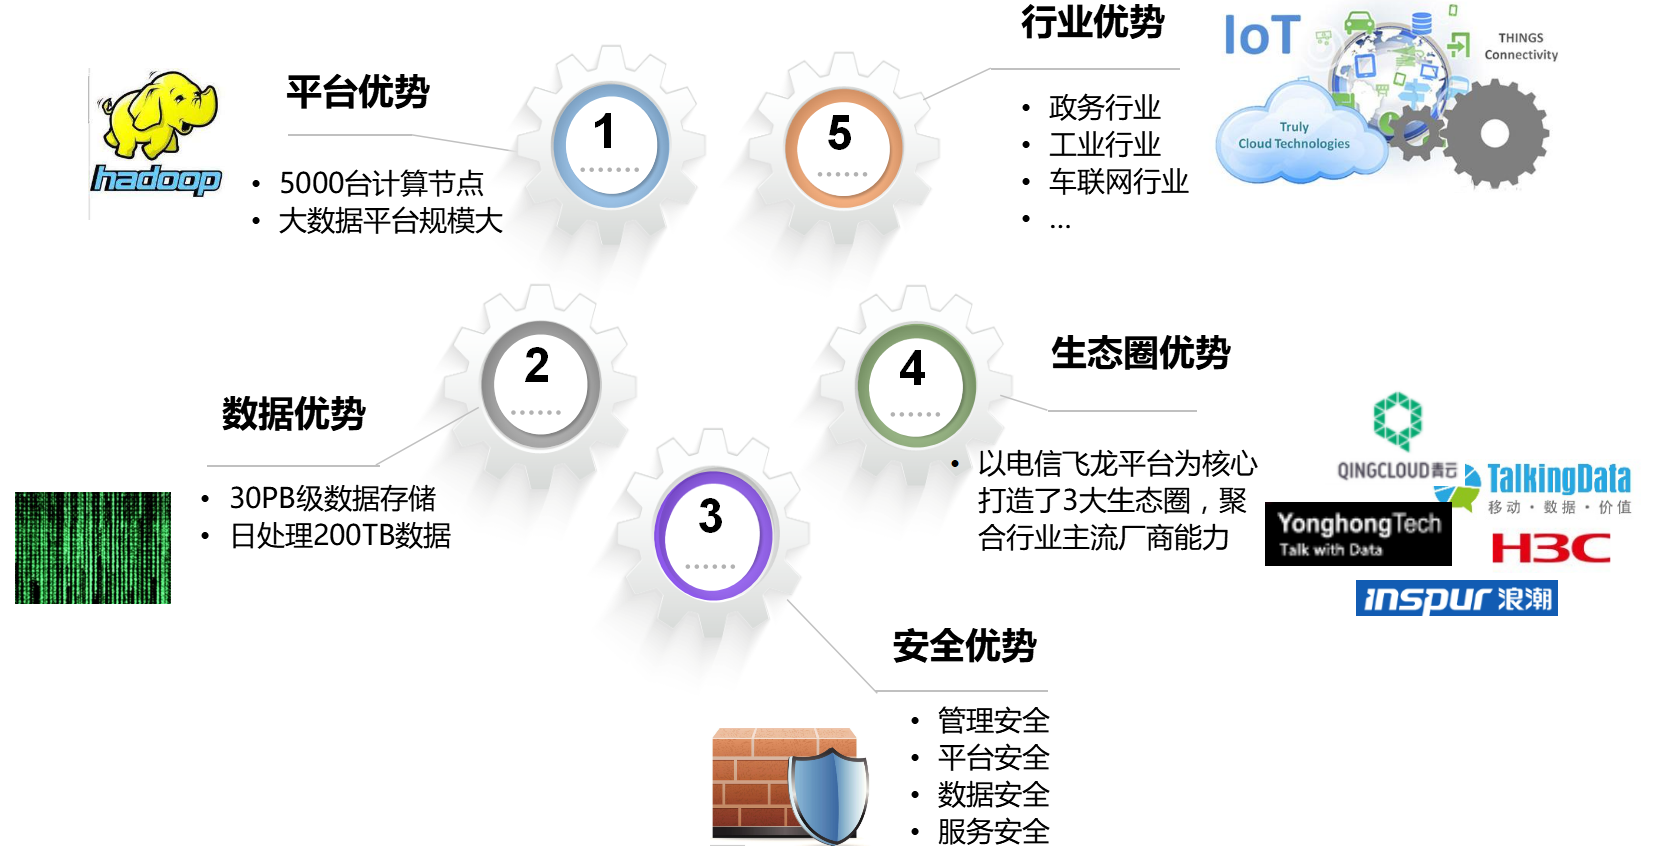 平台优势
hadoop
1
• 5000台计算节点
• 大数据平台规模大
2
数据优势
• 30PB级数据存储
• 日处理200TB数据
3
安全优势
• 管理安全
• 平台安全
• 数据安全
• 服务安全
4
生态圈优势
• 以电信飞龙平台为核心
打造了3大生态圈，聚
合行业主流厂商能力
QINGCLOUD青云
TalkingData
移动·数据·价值
YonghongTech
Talk with Data
H3C
inspur 浪潮
5
行业优势
• 政务行业
• 工业行业
• 车联网行业
• ...
IoT
THINGS
Connectivity
Truly
Cloud Technologies